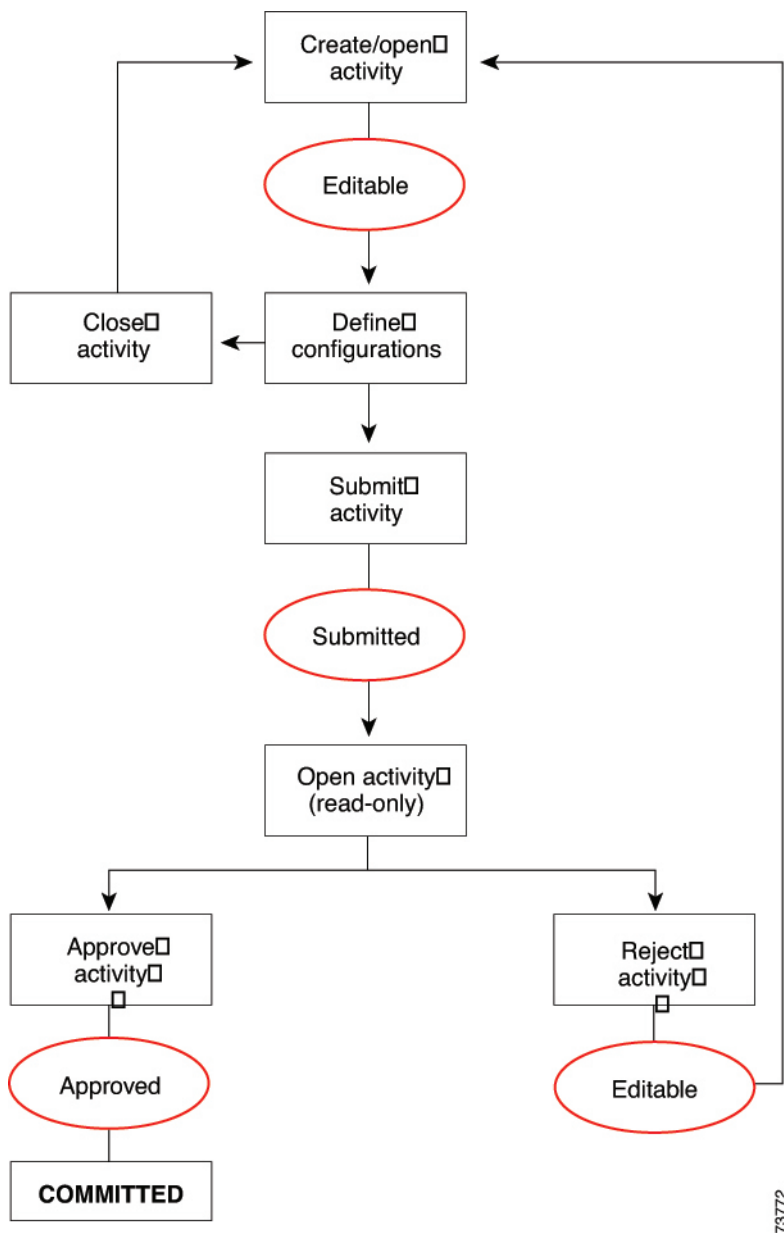 Create/open
activity
Editable
Close
activity
Define
configurations
Submit
activity
Submitted
Open activity
(read-only)
Approve
activity
Reject
activity
Approved
Editable
COMMITTED
73772